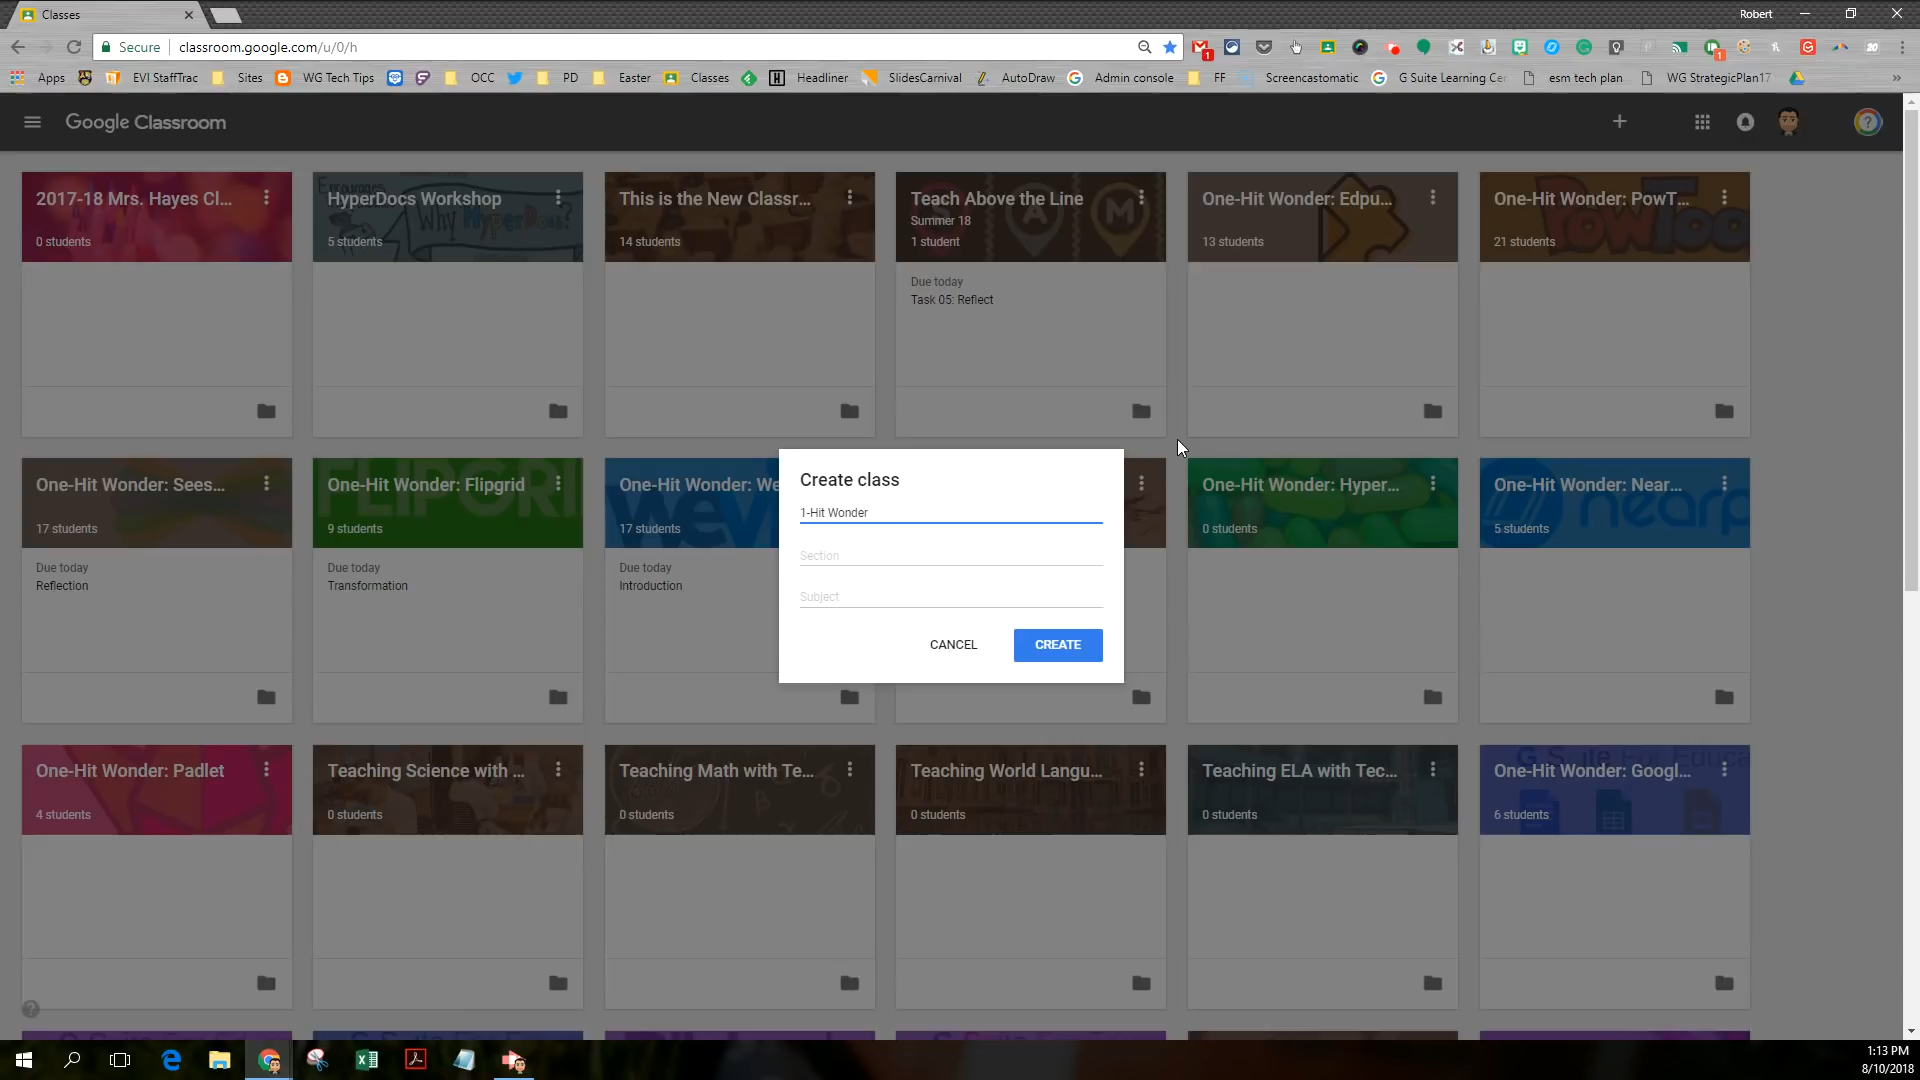 Classes
Robert
Secure classroom.google.com/u/0/h
Apps EVI StaffTrac Sites WG Tech Tips OCC PD Easter Classes Headliner SlidesCarnival AutoDraw Admin console FF Screencastomatic G Suite Learning Cer esm tech plan WG StrategicPlan17 »
Google Classroom
2017-18 Mrs. Hayes Cl...
0 students
HyperDocs Workshop
5 students
Why HyperDocs?
This is the New Classr...
14 students
Teach Above the Line
Summer 18
1 student
Due today
Task 05: Reflect
One-Hit Wonder: Edpu...
13 students
One-Hit Wonder: PowT...
21 students
One-Hit Wonder: Sees...
17 students
Due today
Reflection
One-Hit Wonder: Flipgrid
9 students
Due today
Transformation
One-Hit Wonder: We
17 students
Due today
Introduction
Create class
1-Hit Wonder
Section
Subject
CANCEL
CREATE
One-Hit Wonder: Hyper...
0 students
One-Hit Wonder: Near...
5 students
One-Hit Wonder: Padlet
4 students
Teaching Science with ...
0 students
Teaching Math with Te...
0 students
Teaching World Langu...
0 students
Teaching ELA with Tec...
0 students
One-Hit Wonder: Googl...
6 students
1:13 PM
8/10/2018